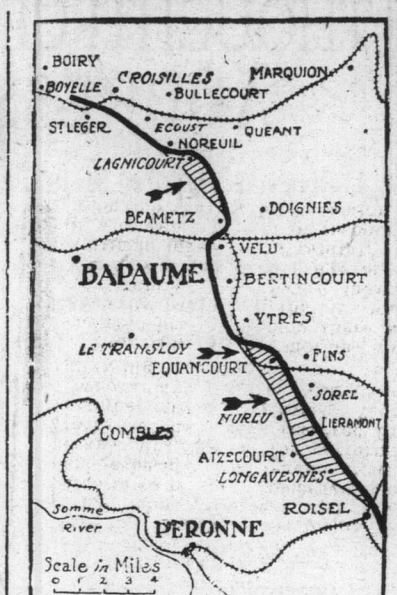 BOIRY
MARQUION
CROISILLES
BOYELLE
BULLECOURT
ST LEGER
ECOUST
QUEANT
NOREUIL
LAGNICOURT
BEAMETZ
DOIGNIES
VELU
BAPAUME
BERTINCOURT
YTRES
LE TRANSLOY
FINS
EQUANCOURT
SOREL
NURLU
LIERAMONT
COMBLES
AIZECOURT
LONGAVESNES
ROISEL
Somme
River
PERONNE
Scale in Miles
0 1 2 3 4